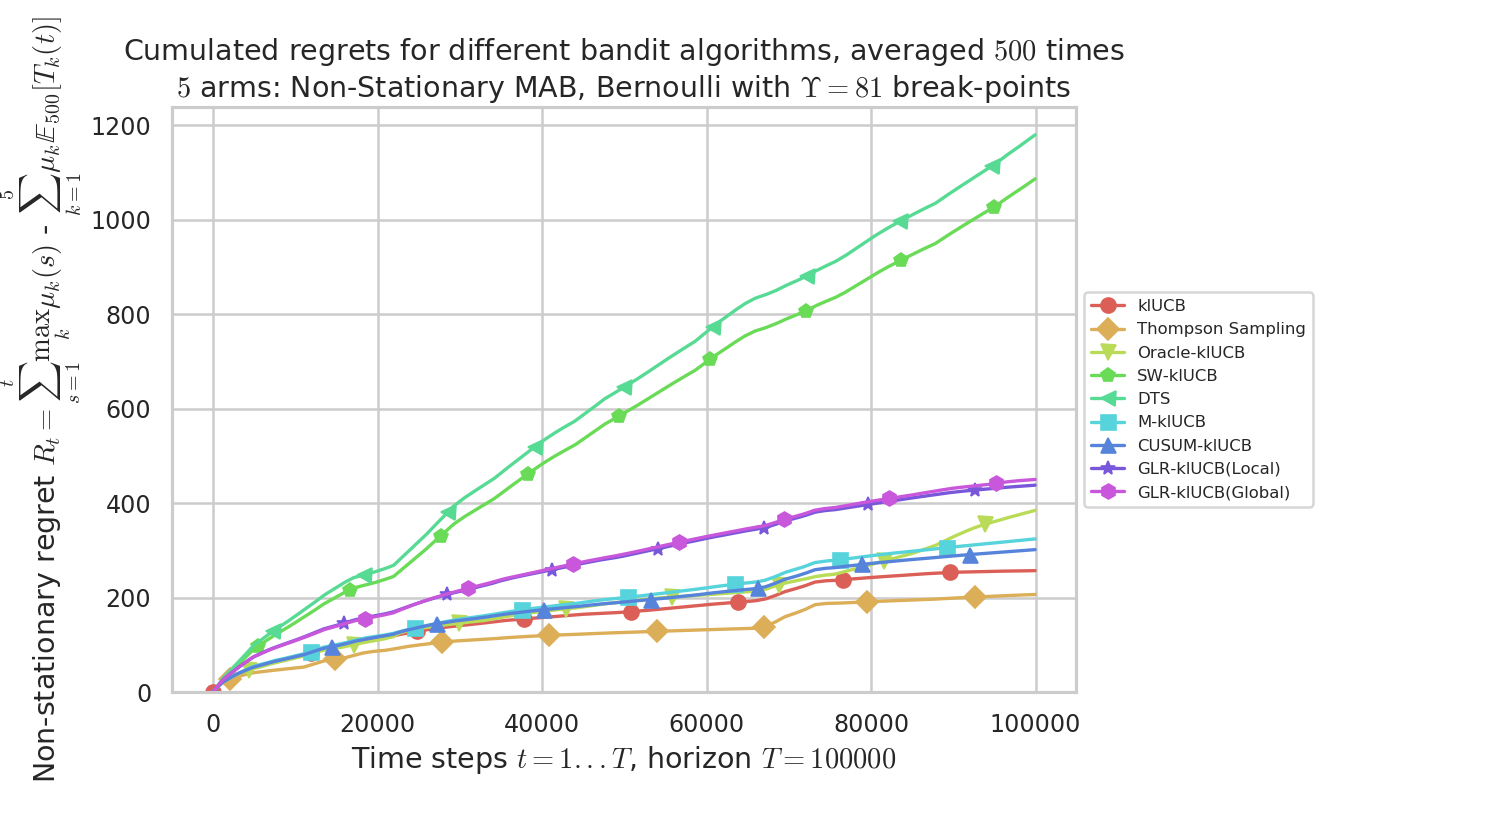 Cumulated regrets for different bandit algorithms, averaged 500 times
5 arms: Non-Stationary MAB, Bernoulli with Υ = 81 break-points
Non-stationary regret R_t = ∑_{s=1}^{t} max_k μ_k(s) - ∑_{k=1}^{5} μ_k 𝔼_{500}[T_k(t)]
1200
1000
800
600
400
200
0
0 20000 40000 60000 80000 100000
Time steps t = 1...T, horizon T = 100000
klUCB
Thompson Sampling
Oracle-klUCB
SW-klUCB
DTS
M-klUCB
CUSUM-klUCB
GLR-klUCB(Local)
GLR-klUCB(Global)